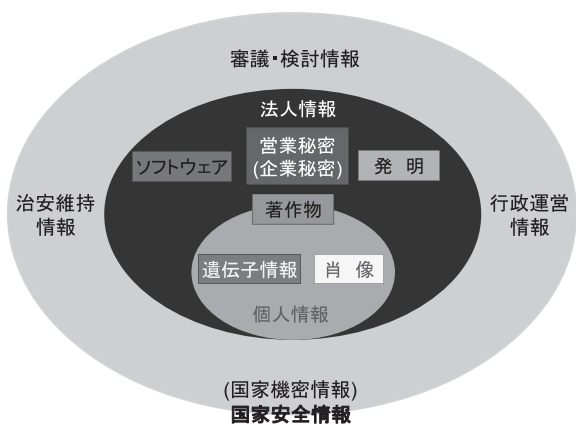 審議・検討情報
法人情報
営業秘密
(企業秘密)
ソフトウェア
発 明
著作物
治安維持
情報
行政運営
情報
遺伝子情報
肖 像
個人情報
(国家機密情報)
国家安全情報